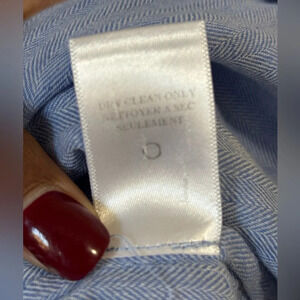 DRY CLEAN ONLY
NETTOYER A SEC
SEULEMENT